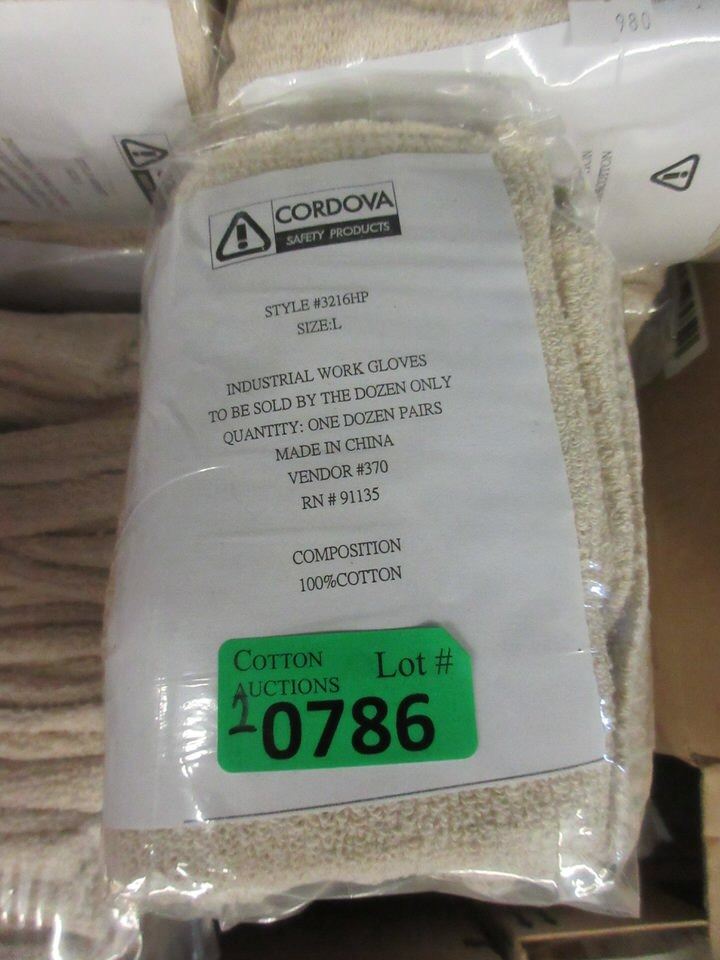 980
CORDOVA
SAFETY PRODUCTS
STYLE #3216HP
SIZE:L
INDUSTRIAL WORK GLOVES
TO BE SOLD BY THE DOZEN ONLY
QUANTITY: ONE DOZEN PAIRS
MADE IN CHINA
VENDOR #370
RN # 91135
COMPOSITION
100%COTTON
COTTON Lot #
AUCTIONS
0786